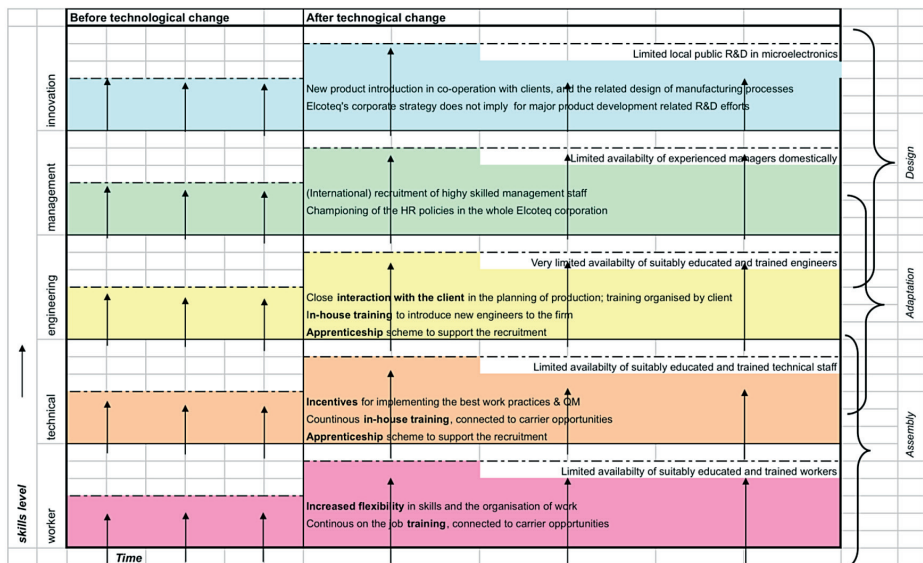 Before technological change
After technogical change
Limited local public R&D in microelectronics
New product introduction in co-operation with clients, and the related design of manufacturing processes
Elcoteq's corporate strategy does not imply for major product development related R&D efforts
innovation
Limited availabilty of experienced managers domestically
(International) recruitment of highy skilled management staff
Championing of the HR policies in the whole Elcoteq corporation
management
Very limited availabilty of suitably educated and trained engineers
Close interaction with the client in the planning of production; training organised by client
In-house training to introduce new engineers to the firm
Apprenticeship scheme to support the recruitment
engineering
Limited availabilty of suitably educated and trained technical staff
Incentives for implementing the best work practices & QM
Countinous in-house training, connected to carrier opportunities
Apprenticeship scheme to support the recruitment
technical
Limited availabilty of suitably educated and trained workers
Increased flexibility in skills and the organisation of work
Continous on the job training, connected to carrier opportunities
worker
skills level
Time
Design
Adaptation
Assembly